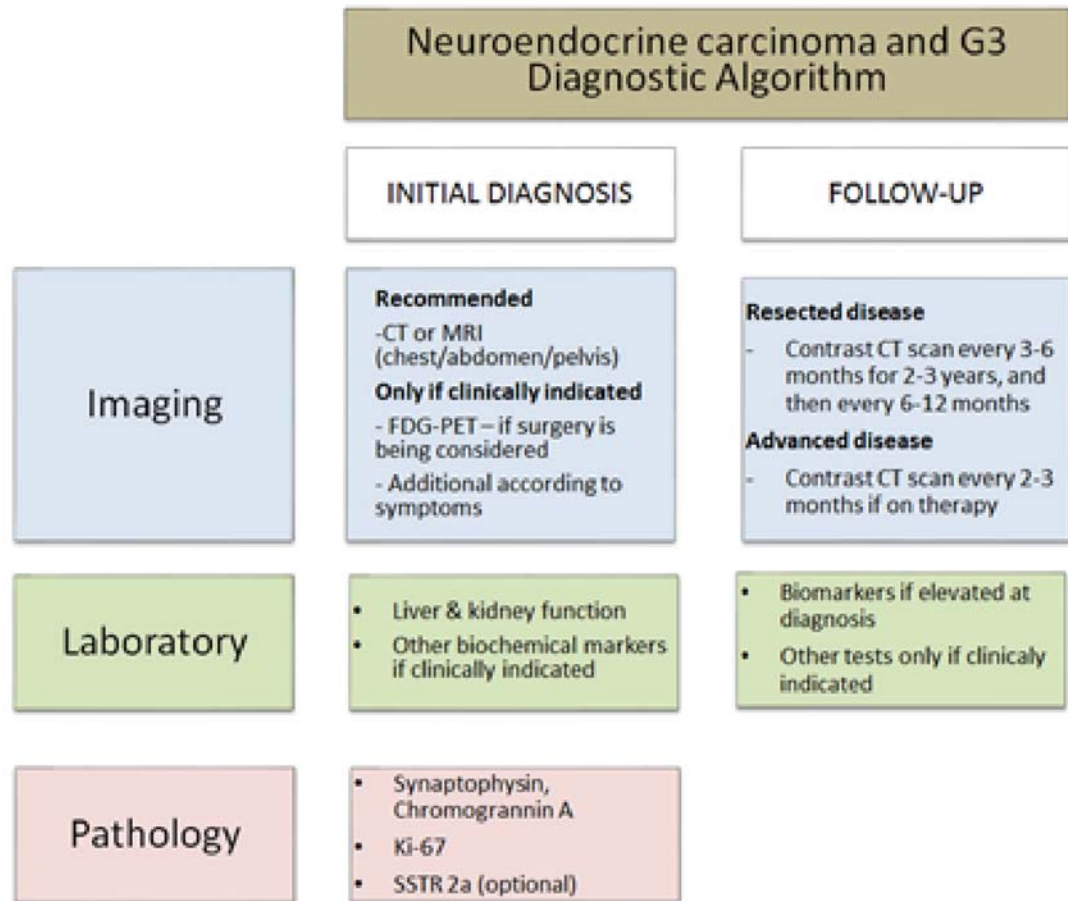 Neuroendocrine carcinoma and G3
Diagnostic Algorithm
INITIAL DIAGNOSIS
FOLLOW-UP
Imaging
Recommended
-CT or MRI
(chest/abdomen/pelvis)
Only if clinically indicated
- FDG-PET – if surgery is
being considered
- Additional according to
symptoms
Resected disease
- Contrast CT scan every 3-6
months for 2-3 years, and
then every 6-12 months
Advanced disease
- Contrast CT scan every 2-3
months if on therapy
Laboratory
• Liver & kidney function
• Other biochemical markers
if clinically indicated
• Biomarkers if elevated at
diagnosis
• Other tests only if clinicaly
indicated
Pathology
• Synaptophysin,
Chromogrannin A
• Ki-67
• SSTR 2a (optional)